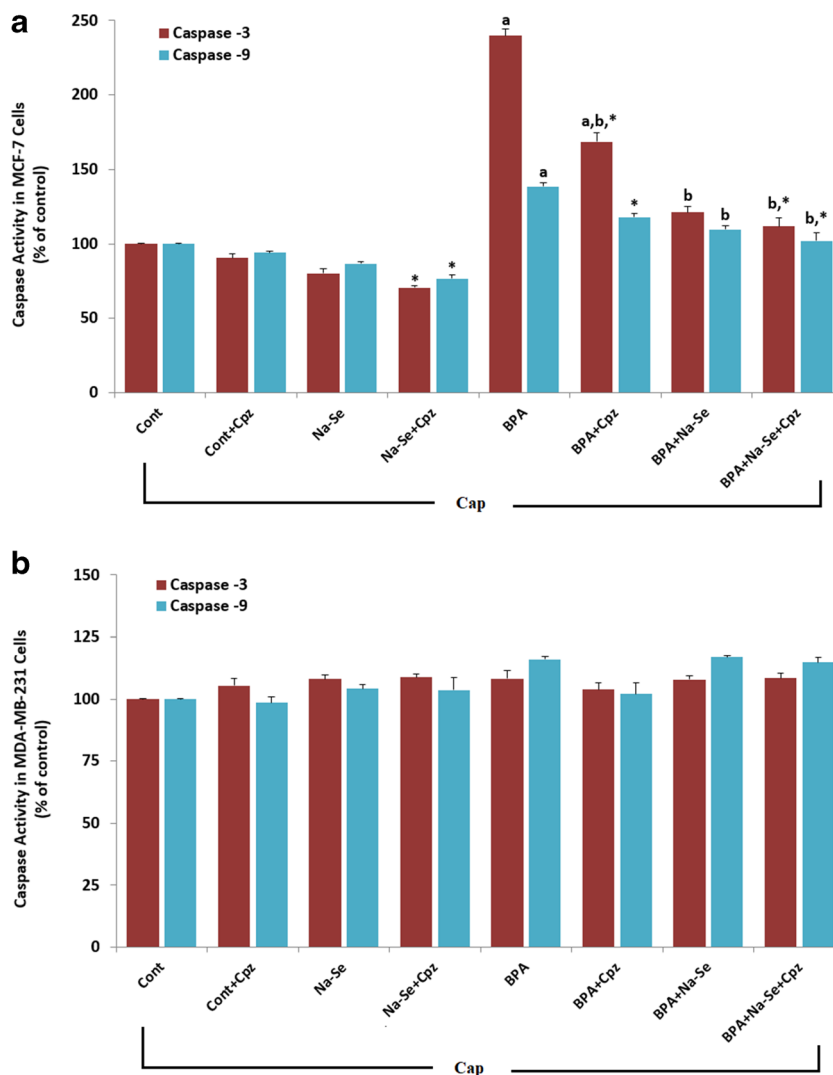 a
Caspase -3
Caspase -9
Caspase Activity in MCF-7 Cells
(% of control)
250
200
150
100
50
0
*
*
a
a
a,b,*
*
b
b
b,*
b,*
Cont
Cont+Cpz
Na-Se
Na-Se+Cpz
BPA
BPA+Cpz
BPA+Na-Se
BPA+Na-Se+Cpz
Cap
b
Caspase -3
Caspase -9
Caspase Activity in MDA-MB-231 Cells
(% of control)
150
125
100
75
50
25
0
Cont
Cont+Cpz
Na-Se
Na-Se+Cpz
BPA
BPA+Cpz
BPA+Na-Se
BPA+Na-Se+Cpz
Cap